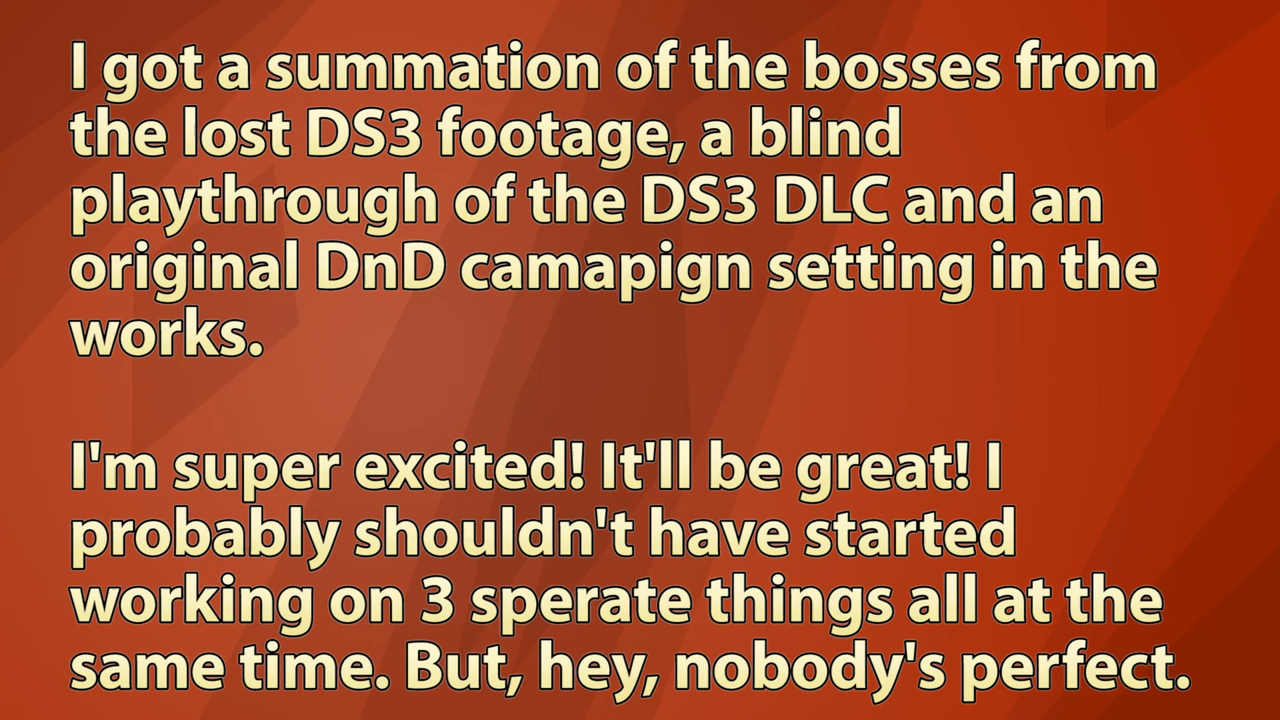 I got a summation of the bosses from
the lost DS3 footage, a blind
playthrough of the DS3 DLC and an
original DnD camapign setting in the
works.
I'm super excited! It'll be great! I
probably shouldn't have started
working on 3 sperate things all at the
same time. But, hey, nobody's perfect.